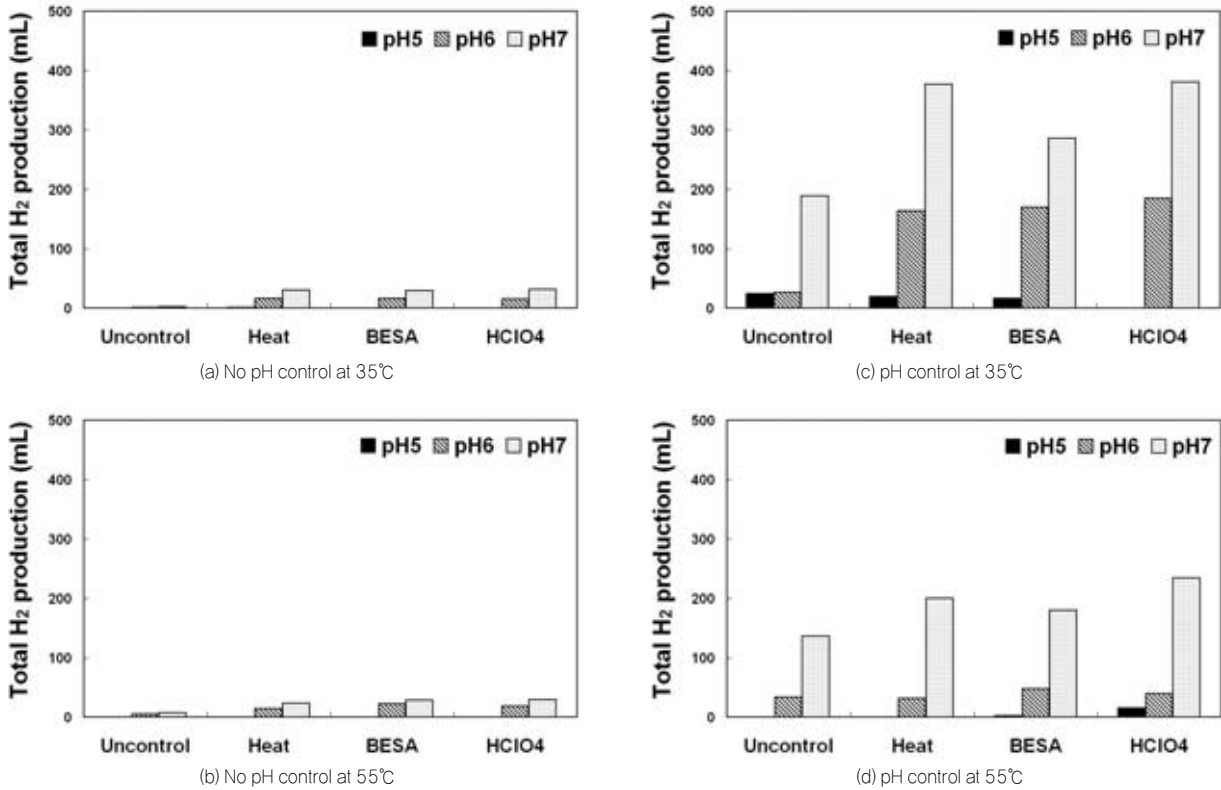 Total H2 production (mL)
500
400
300
200
100
0
pH5 pH6 pH7
Uncontrol Heat BESA HClO4
(a) No pH control at 35℃
Total H2 production (mL)
500
400
300
200
100
0
pH5 pH6 pH7
Uncontrol Heat BESA HClO4
(c) pH control at 35℃
Total H2 production (mL)
500
400
300
200
100
0
pH5 pH6 pH7
Uncontrol Heat BESA HClO4
(b) No pH control at 55℃
Total H2 production (mL)
500
400
300
200
100
0
pH5 pH6 pH7
Uncontrol Heat BESA HClO4
(d) pH control at 55℃